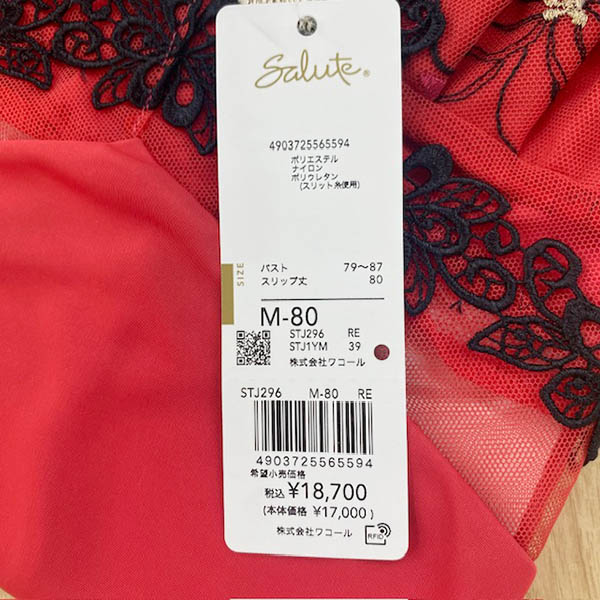 Salute®
4903725565594
ポリエステル
ナイロン
ポリウレタン
(スリット糸使用)
SIZE
バスト 79〜87
スリップ丈 80
M-80
STJ296 RE
STJ1YM 39
株式会社ワコール
STJ296 M-80 RE
4903725565594
希望小売価格
税込 ¥18,700
(本体価格 ¥17,000)
株式会社ワコール
RFID